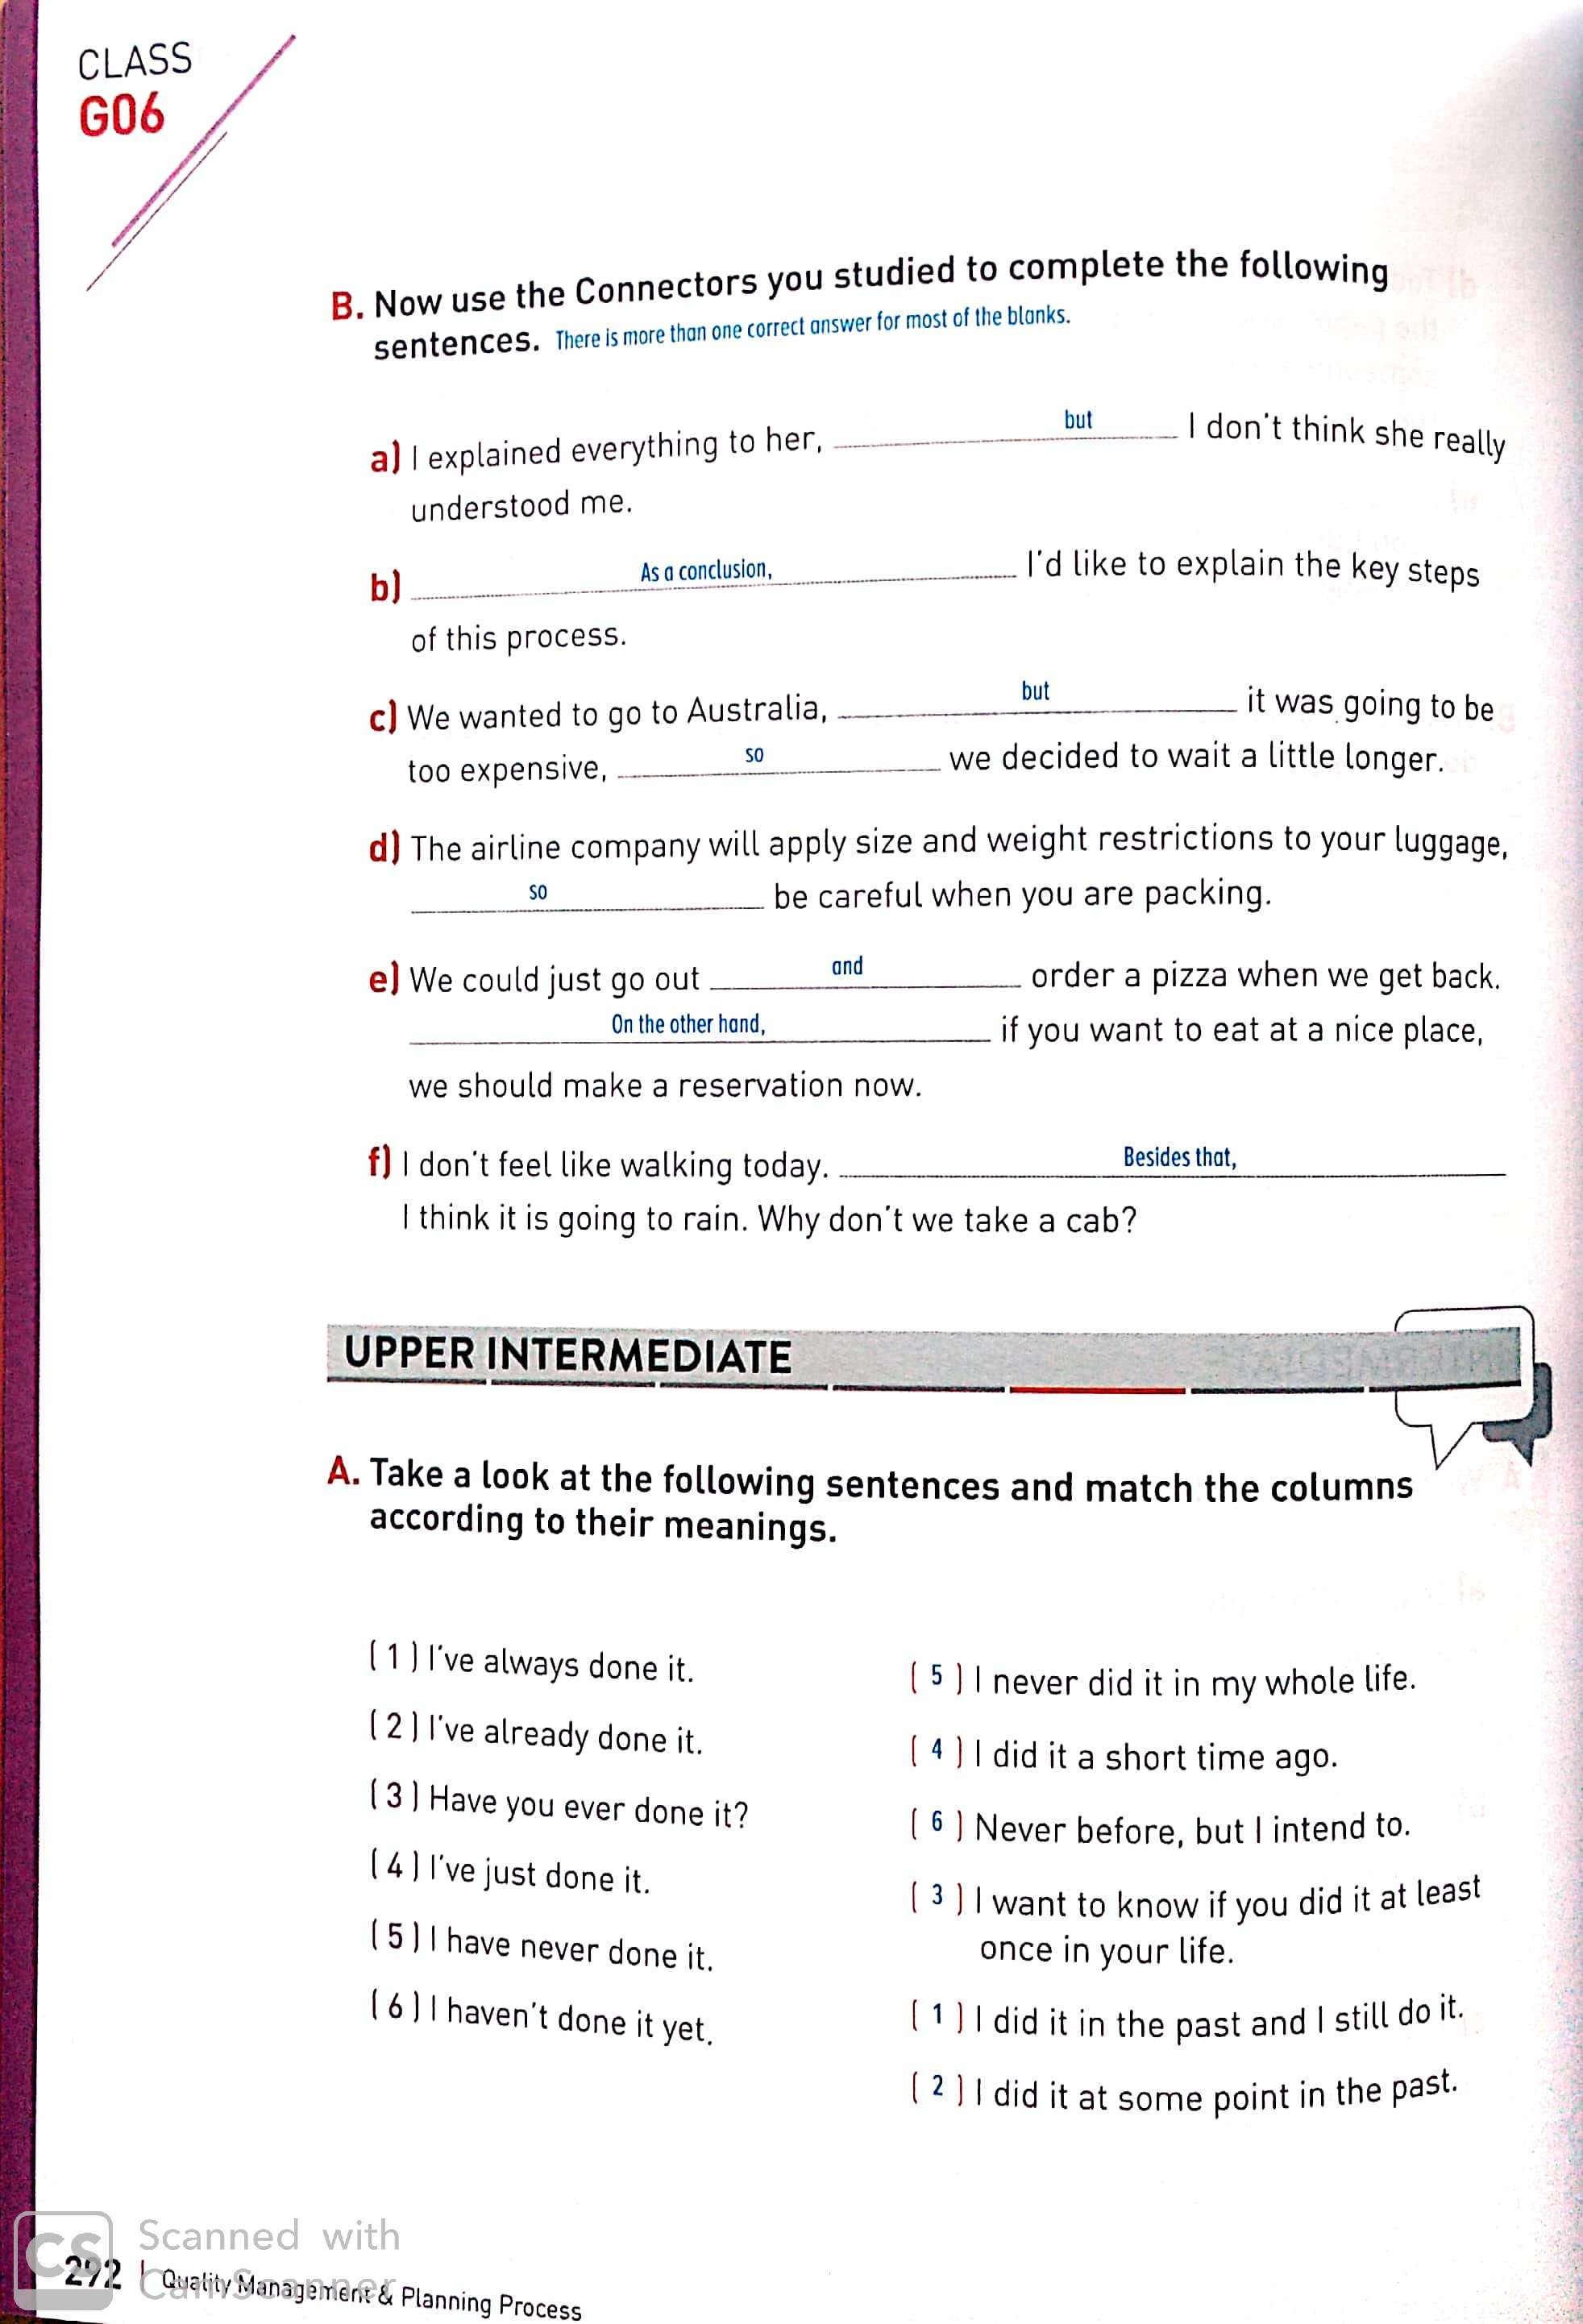 CLASS
G06
B. Now use the Connectors you studied to complete the following
sentences. There is more than one correct answer for most of the blanks.
a) I explained everything to her, but I don't think she really
understood me.
b) As a conclusion, I'd like to explain the key steps
of this process.
c) We wanted to go to Australia, but it was going to be
too expensive, so we decided to wait a little longer.
d) The airline company will apply size and weight restrictions to your luggage,
so be careful when you are packing.
e) We could just go out and order a pizza when we get back.
On the other hand, if you want to eat at a nice place,
we should make a reservation now.
f) I don't feel like walking today. Besides that,
I think it is going to rain. Why don't we take a cab?
UPPER INTERMEDIATE
A. Take a look at the following sentences and match the columns
according to their meanings.
( 1 ) I've always done it.
( 2 ) I've already done it.
( 3 ) Have you ever done it?
( 4 ) I've just done it.
( 5 ) I have never done it.
( 6 ) I haven't done it yet.
( 5 ) I never did it in my whole life.
( 4 ) I did it a short time ago.
( 6 ) Never before, but I intend to.
( 3 ) I want to know if you did it at least
once in your life.
( 1 ) I did it in the past and I still do it.
( 2 ) I did it at some point in the past.
292 | Quality Management & Planning Process
CS
Scanned with
CamScanner